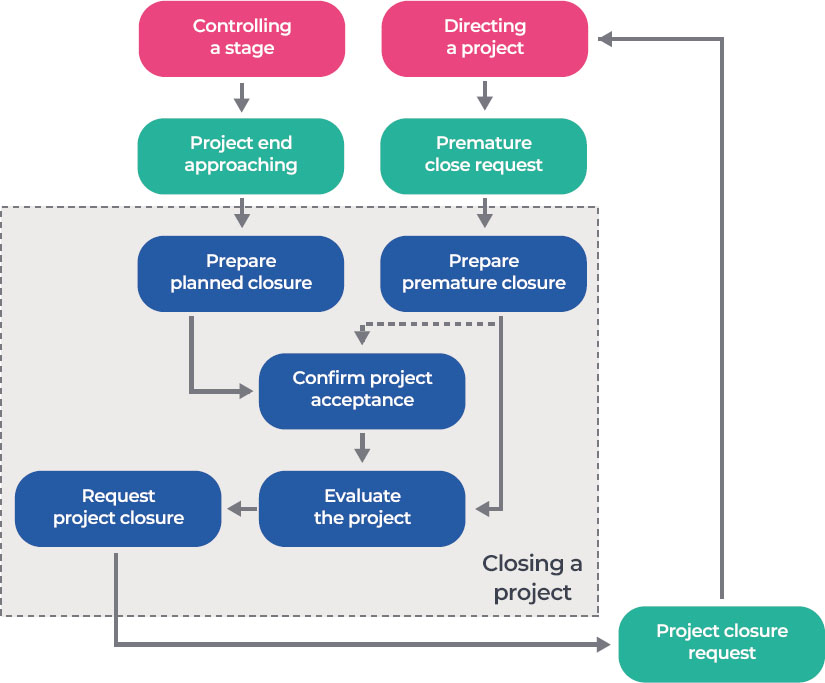 Controlling
a stage
Directing
a project
Project end
approaching
Premature
close request
Prepare
planned closure
Prepare
premature closure
Confirm project
acceptance
Request
project closure
Evaluate
the project
Closing a
project
Project closure
request